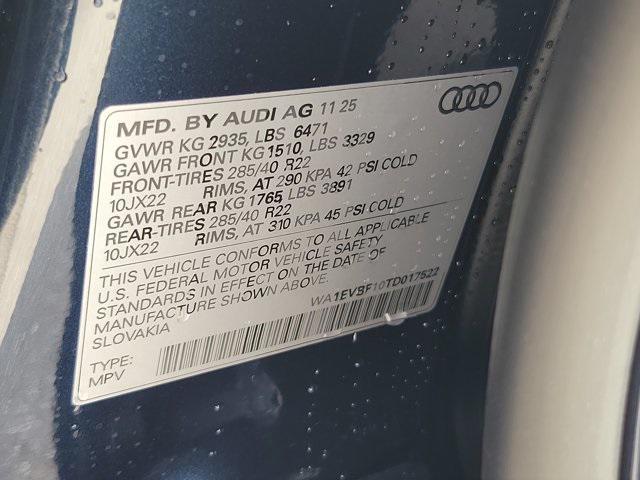 MFD. BY AUDI AG 11 25
GVWR KG 2935, LBS 6471
GAWR FRONT KG1510, LBS 3329
FRONT-TIRES 285/40 R22
10JX22 RIMS, AT 290 KPA 42 PSI COLD
GAWR REAR KG 1765 LBS 3891
REAR-TIRES 285/40 R22
10JX22 RIMS, AT 310 KPA 45 PSI COLD
THIS VEHICLE CONFORMS TO ALL APPLICABLE
U.S. FEDERAL MOTOR VEHICLE SAFETY
STANDARDS IN EFFECT ON THE DATE OF
MANUFACTURE SHOWN ABOVE.
SLOVAKIA
WA1EVBF10TD017522
TYPE:
MPV